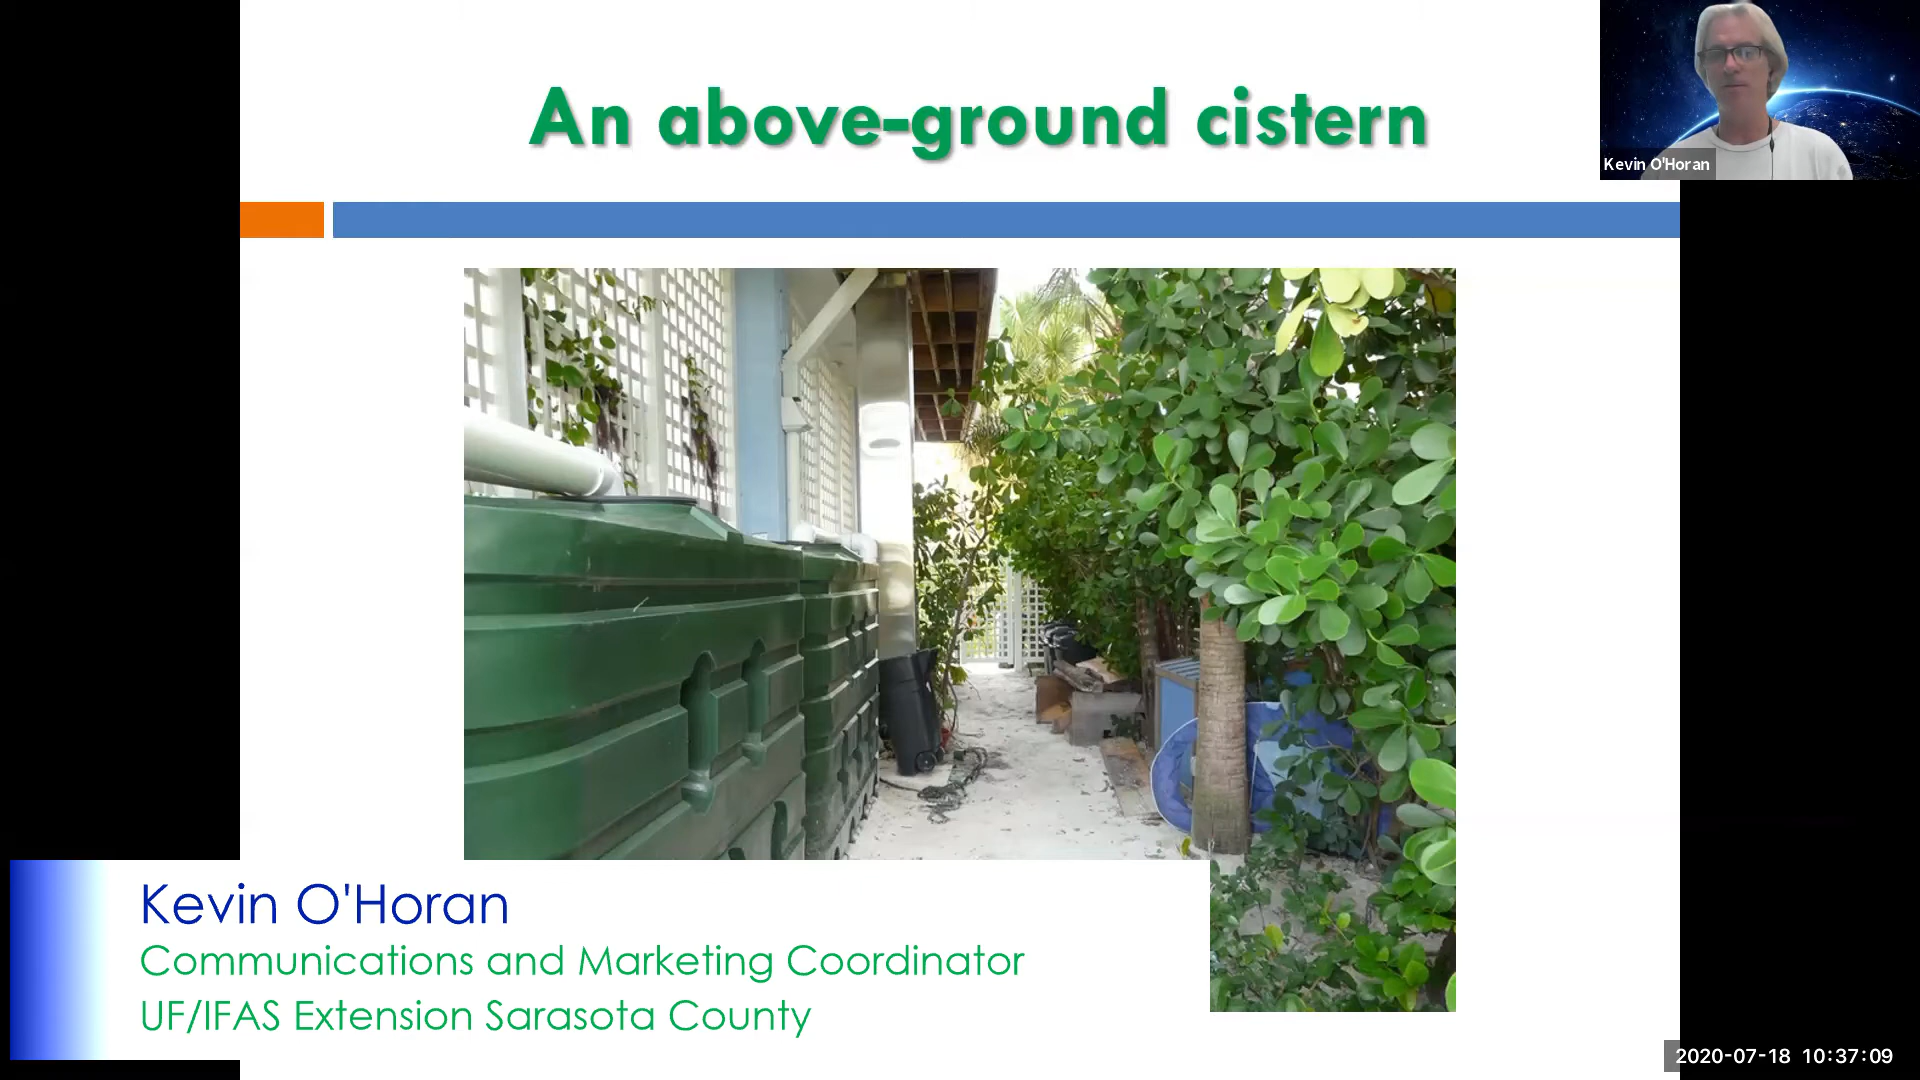 An above-ground cistern
Kevin O'Horan
Kevin O'Horan
Communications and Marketing Coordinator
UF/IFAS Extension Sarasota County
2020-07-18 10:37:09